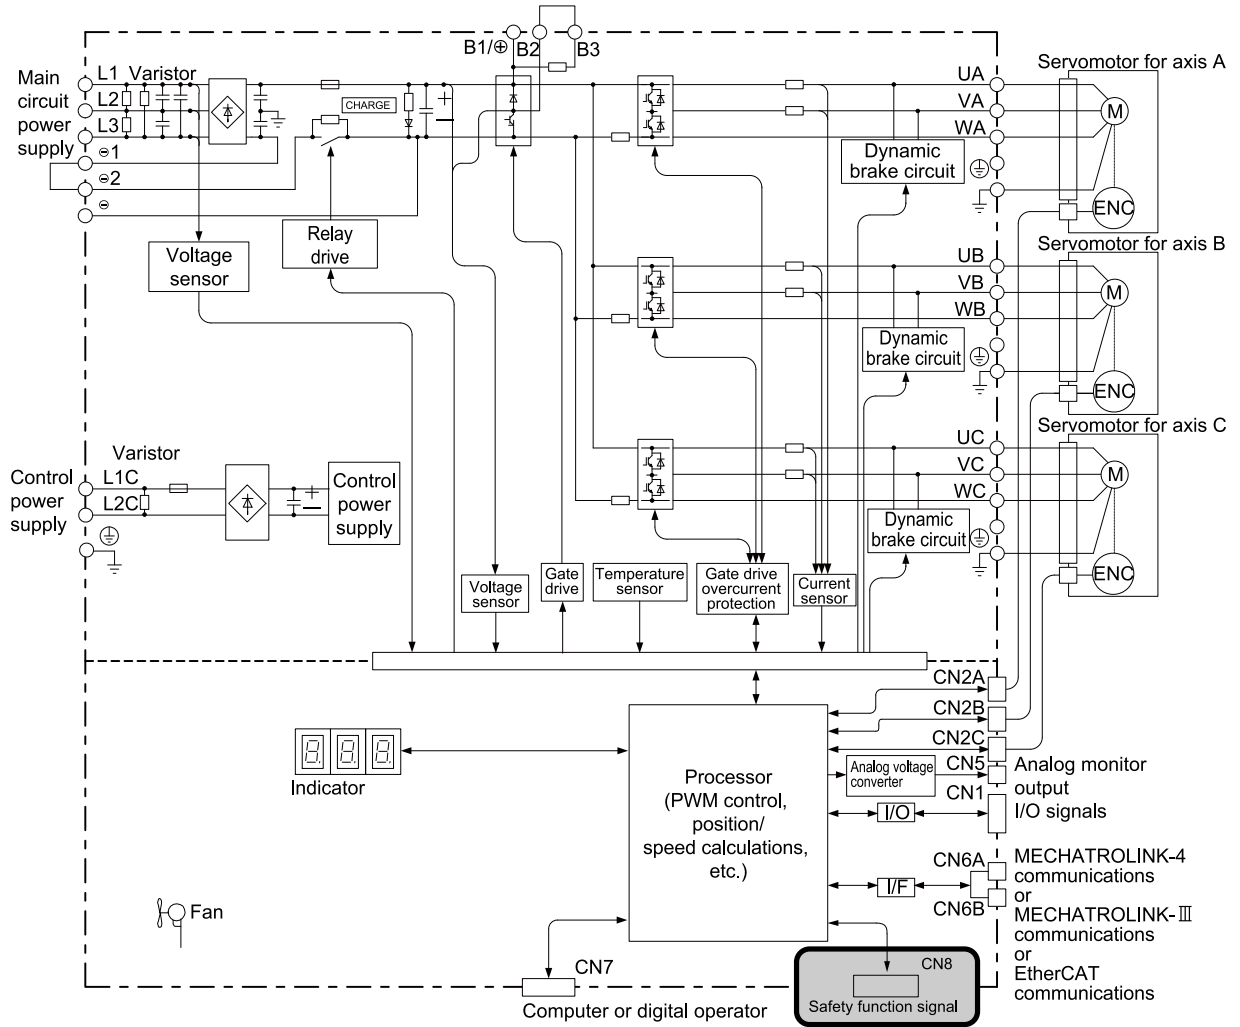 B1/⊕ B2 B3
Main
circuit
power
supply
L1 Varistor
L2
L3
⊖1
⊖2
⊖
CHARGE
+
−
Voltage
sensor
Relay
drive
UA
VA
WA
Dynamic
brake circuit
Servomotor for axis A
M
ENC
UB
VB
WB
Dynamic
brake circuit
Servomotor for axis B
M
ENC
UC
VC
WC
Dynamic
brake circuit
Servomotor for axis C
M
ENC
Control
power
supply
Varistor
L1C
L2C
+
−
Control
power
supply
Voltage
sensor
Gate
drive
Temperature
sensor
Gate drive
overcurrent
protection
Current
sensor
CN2A
CN2B
CN2C
CN5
CN1
8. 8. 8.
Indicator
Processor
(PWM control,
position/
speed calculations,
etc.)
Analog voltage
converter
I/O
I/F
Analog monitor
output
I/O signals
CN6A
CN6B
MECHATROLINK-4
communications
or
MECHATROLINK-Ⅲ
communications
or
EtherCAT
communications
Fan
CN7
Computer or digital operator
CN8
Safety function signal